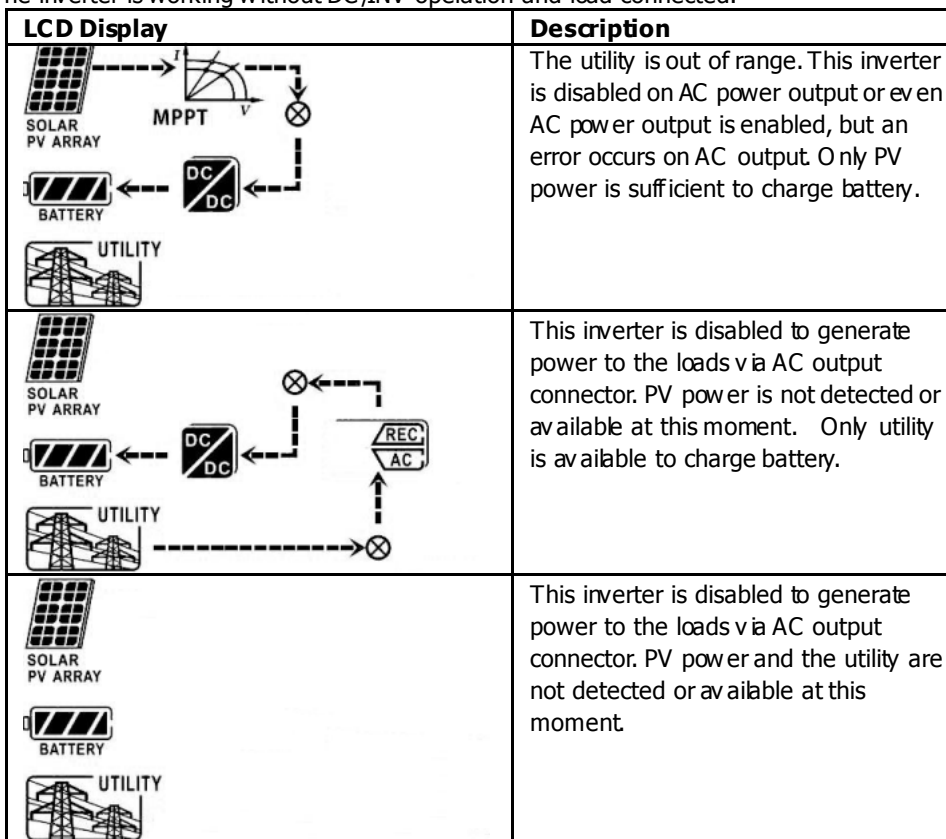 he inverter is working without DC/INV operation and load connected.
LCD Display
Description
SOLAR
PV ARRAY
I
V
MPPT
DC
DC
BATTERY
UTILITY
The utility is out of range. This inverter
is disabled on AC power output or even
AC power output is enabled, but an
error occurs on AC output. Only PV
power is sufficient to charge battery.
SOLAR
PV ARRAY
DC
DC
REC
AC
BATTERY
UTILITY
This inverter is disabled to generate
power to the loads via AC output
connector. PV power is not detected or
available at this moment. Only utility
is available to charge battery.
SOLAR
PV ARRAY
BATTERY
UTILITY
This inverter is disabled to generate
power to the loads via AC output
connector. PV power and the utility are
not detected or available at this
moment.